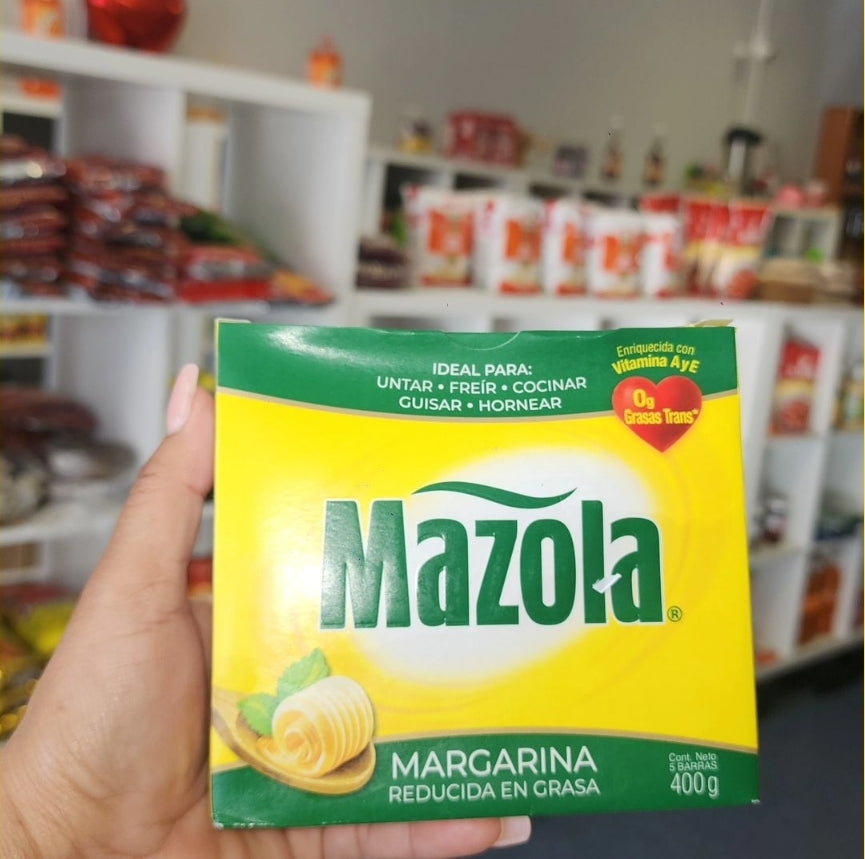 IDEAL PARA:
UNTAR • FREÍR • COCINAR
GUISAR • HORNEAR
Enriquecida con
Vitamina A y E
0g
Grasas Trans*
Mazola®
MARGARINA
REDUCIDA EN GRASA
Cont. Neto
5 BARRAS
400g